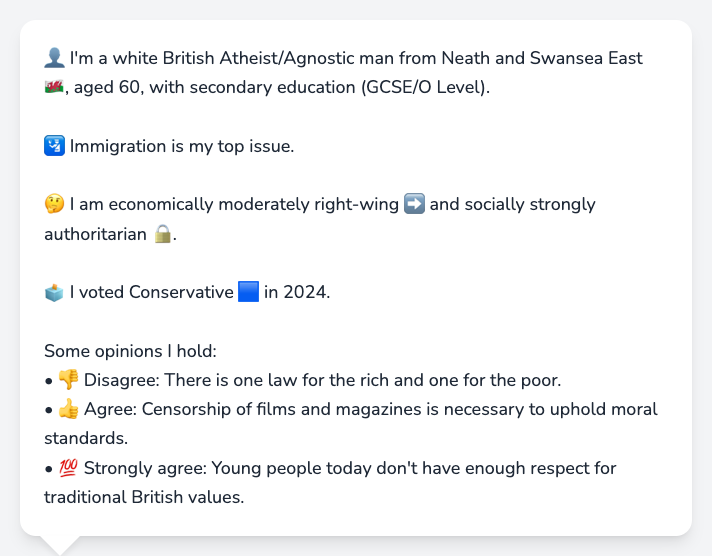 👤 I'm a white British Atheist/Agnostic man from Neath and Swansea East
🏴󠁧󠁢󠁷󠁬󠁳󠁿, aged 60, with secondary education (GCSE/O Level).
🛂 Immigration is my top issue.
🤔 I am economically moderately right-wing ➡️ and socially strongly
authoritarian 🔒.
🗳️ I voted Conservative 🟦 in 2024.
Some opinions I hold:
• 👎 Disagree: There is one law for the rich and one for the poor.
• 👍 Agree: Censorship of films and magazines is necessary to uphold moral
standards.
• 💯 Strongly agree: Young people today don't have enough respect for
traditional British values.